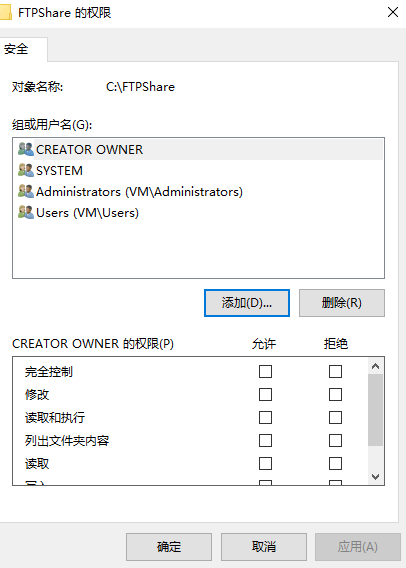 FTPShare 的权限
安全
对象名称: C:\FTPShare
组或用户名(G):
CREATOR OWNER
SYSTEM
Administrators (VM\Administrators)
Users (VM\Users)
添加(D)... 删除(R)
CREATOR OWNER 的权限(P) 允许 拒绝
完全控制
修改
读取和执行
列出文件夹内容
读取
确定 取消 应用(A)